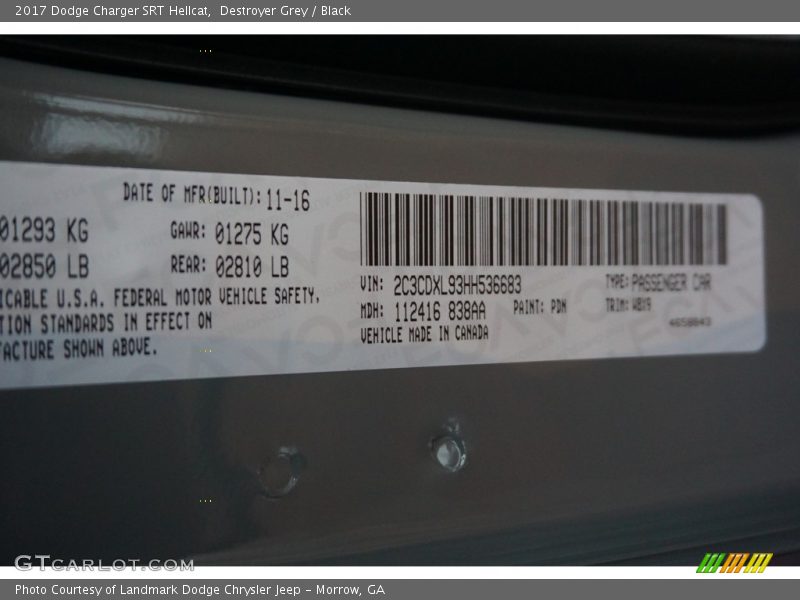 2017 Dodge Charger SRT Hellcat, Destroyer Grey / Black
DATE OF MFR(BUILT): 11-16
01293 KG GAWR: 01275 KG
02850 LB REAR: 02810 LB
ICABLE U.S.A. FEDERAL MOTOR VEHICLE SAFETY,
TION STANDARDS IN EFFECT ON
FACTURE SHOWN ABOVE.
VIN: 2C3CDXL93HH536683 TYPE: PASSENGER CAR
MDH: 112416 838AA PAINT: PDN TRIM:
VEHICLE MADE IN CANADA
GTCARLOT.COM
Photo Courtesy of Landmark Dodge Chrysler Jeep – Morrow, GA